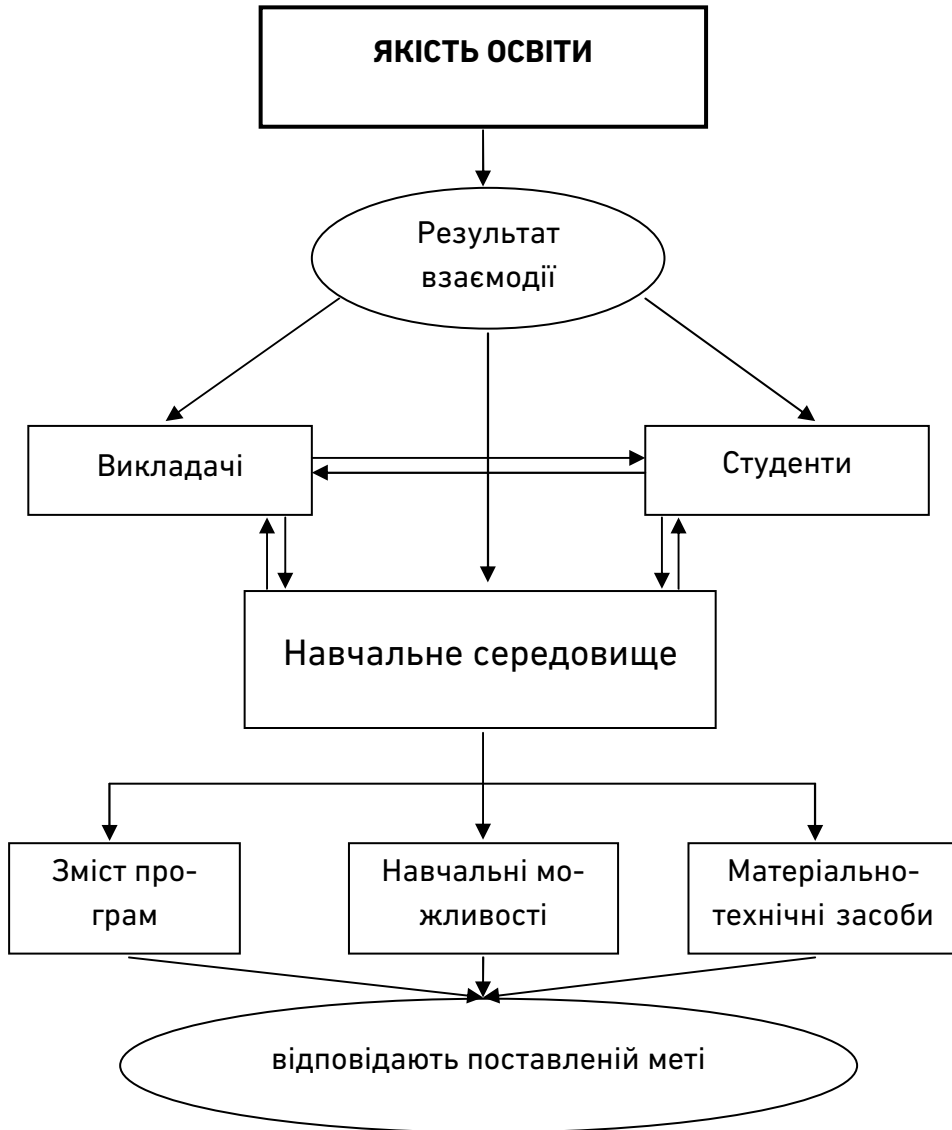 ЯКІСТЬ ОСВІТИ
Результат
взаємодії
Викладачі
Студенти
Навчальне середовище
Зміст про-
грам
Навчальні мо-
жливості
Матеріально-
технічні засоби
відповідають поставленій меті